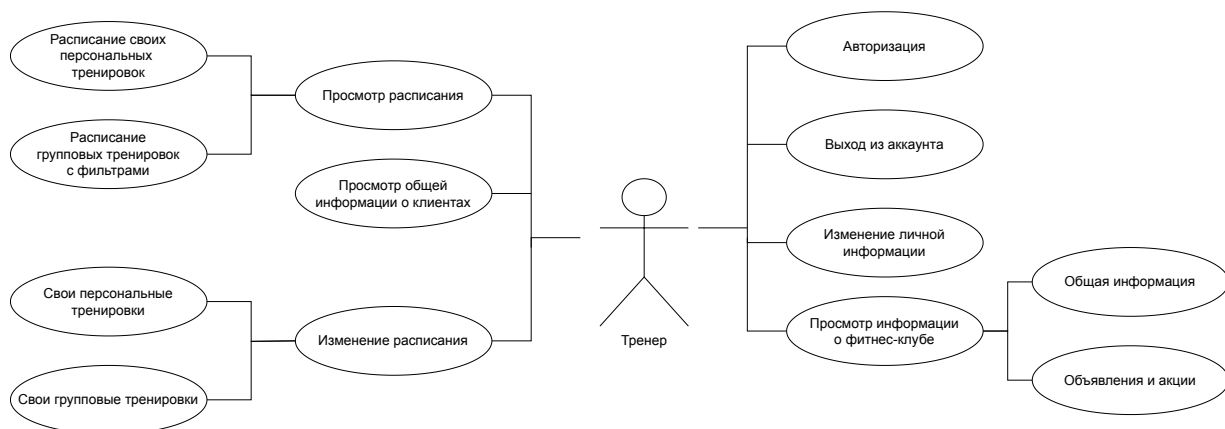 Расписание своих
персональных
тренировок
Расписание
групповых тренировок
с фильтрами
Просмотр расписания
Просмотр общей
информации о клиентах
Свои персональные
тренировки
Свои групповые тренировки
Изменение расписания
Тренер
Авторизация
Выход из аккаунта
Изменение личной
информации
Просмотр информации
о фитнес-клубе
Общая информация
Объявления и акции